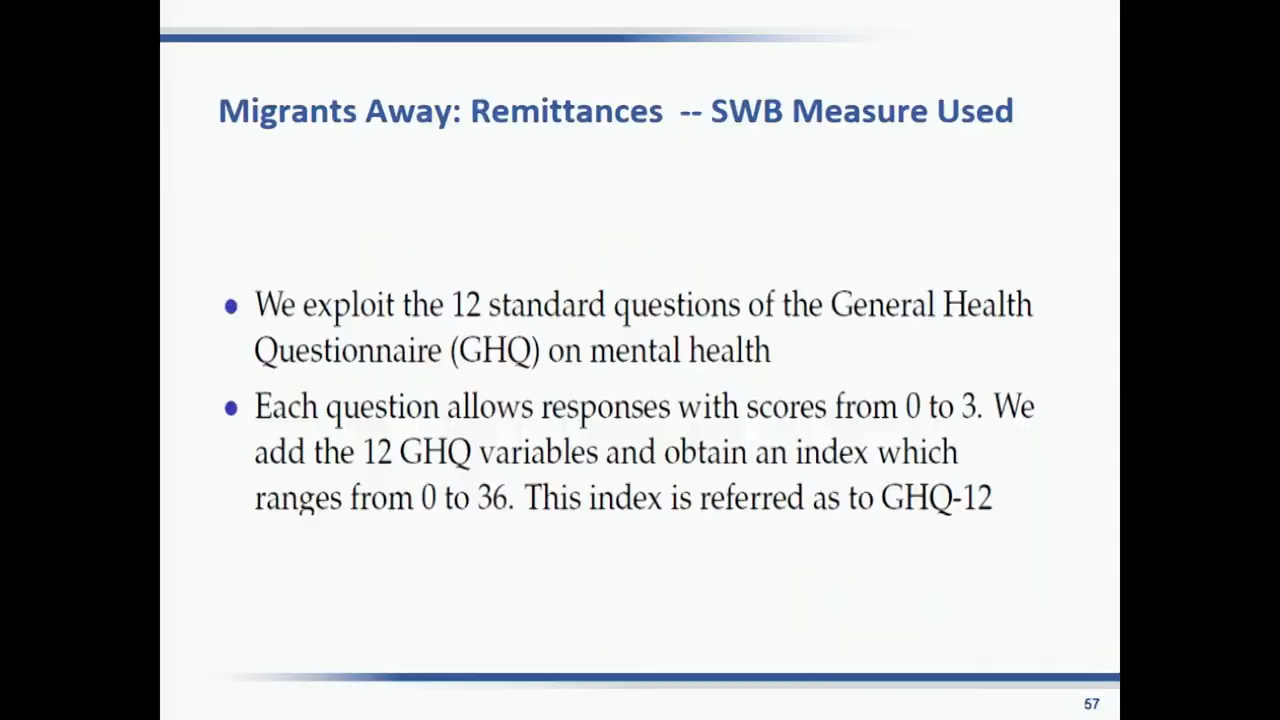 Migrants Away: Remittances -- SWB Measure Used
• We exploit the 12 standard questions of the General Health
Questionnaire (GHQ) on mental health
• Each question allows responses with scores from 0 to 3. We
add the 12 GHQ variables and obtain an index which
ranges from 0 to 36. This index is referred as to GHQ-12
57